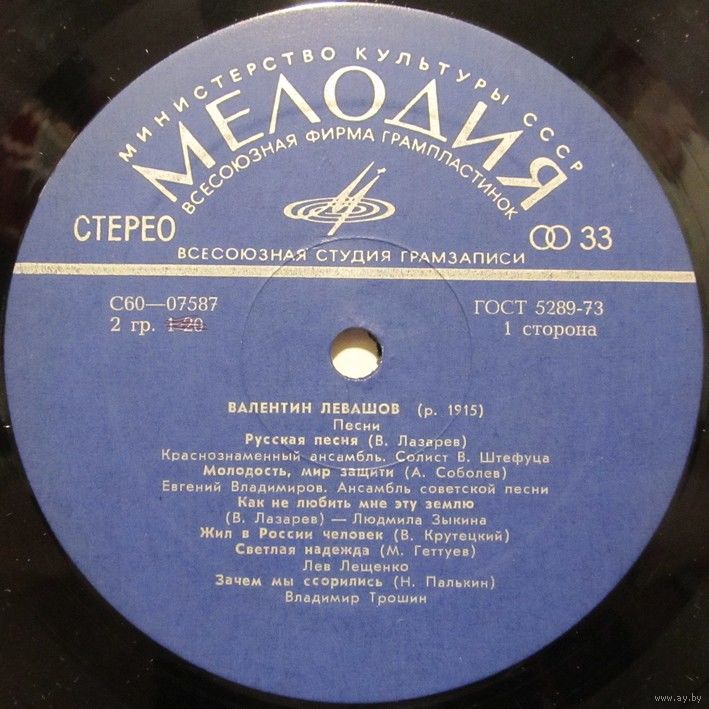 МИНИСТЕРСТВО КУЛЬТУРЫ СССР
МЕЛОДИЯ
ВСЕСОЮЗНАЯ ФИРМА ГРАМПЛАСТИНОК
СТЕРЕО
33
ВСЕСОЮЗНАЯ СТУДИЯ ГРАМЗАПИСИ
С60—07587
ГОСТ 5289-73
2 гр. 1-20
1 сторона
ВАЛЕНТИН ЛЕВАШОВ (р. 1915)
Песни
Русская песня (В. Лазарев)
Краснознаменный ансамбль. Солист В. Штефуца
Молодость, мир защити (А. Соболев)
Евгений Владимиров. Ансамбль советской песни
Как не любить мне эту землю
(В. Лазарев) — Людмила Зыкина
Жил в России человек (В. Крутецкий)
Светлая надежда (М. Геттуев)
Лев Лещенко
Зачем мы ссорились (Н. Палькин)
Владимир Трошин
www.ay.by